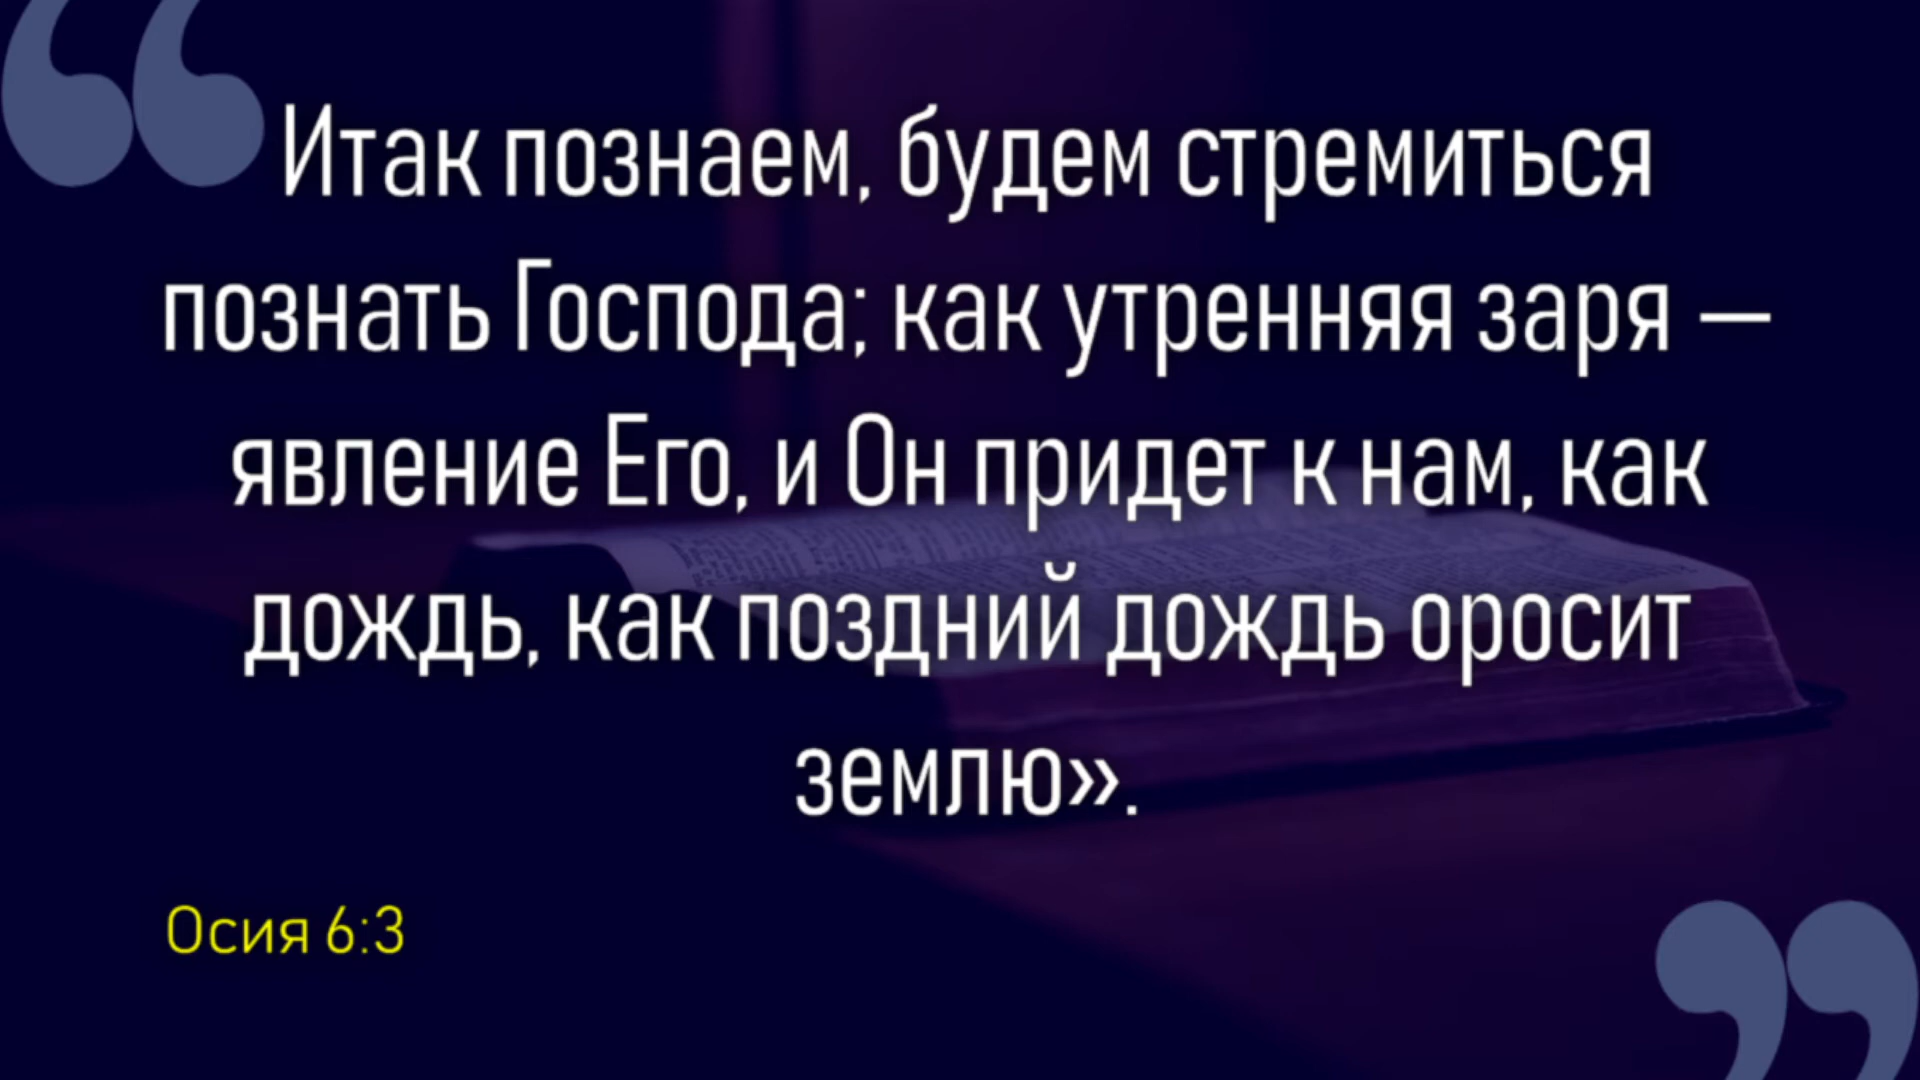 Итак познаем, будем стремиться
познать Господа; как утренняя заря —
явление Его, и Он придет к нам, как
дождь, как поздний дождь оросит
землю».
Осия 6:3